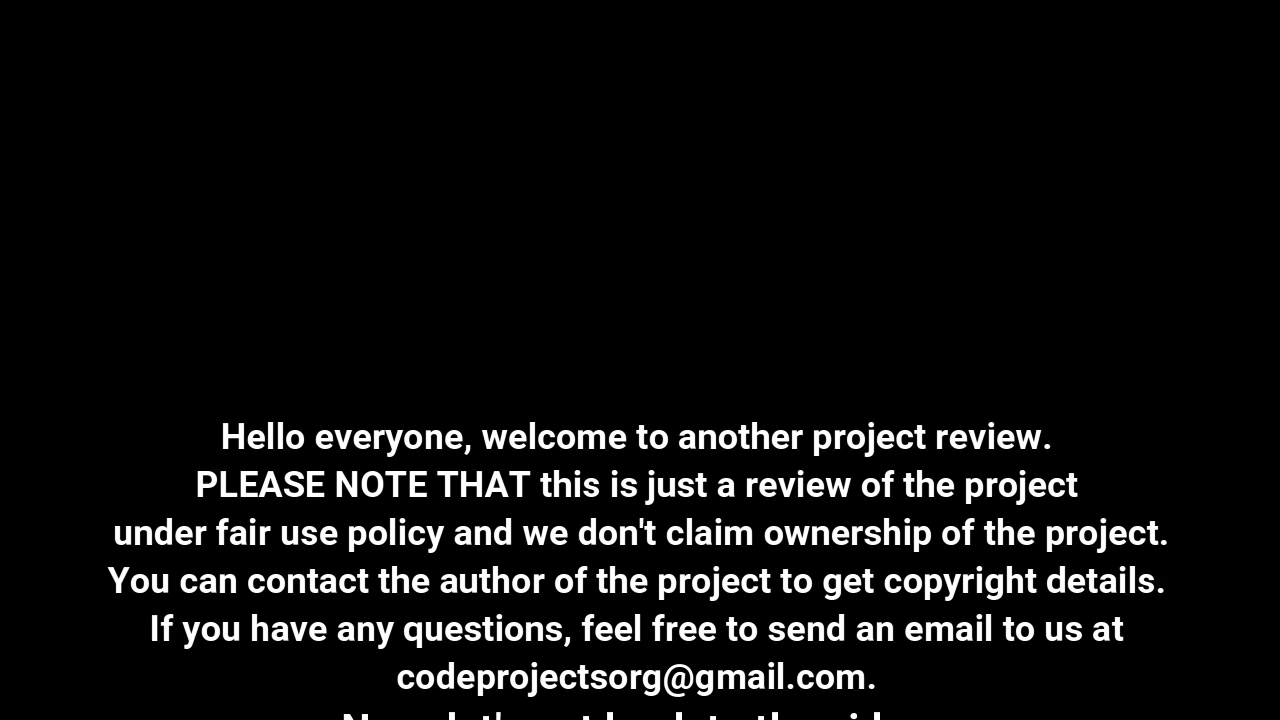 Hello everyone, welcome to another project review.
PLEASE NOTE THAT this is just a review of the project
under fair use policy and we don't claim ownership of the project.
You can contact the author of the project to get copyright details.
If you have any questions, feel free to send an email to us at
codeprojectsorg@gmail.com.